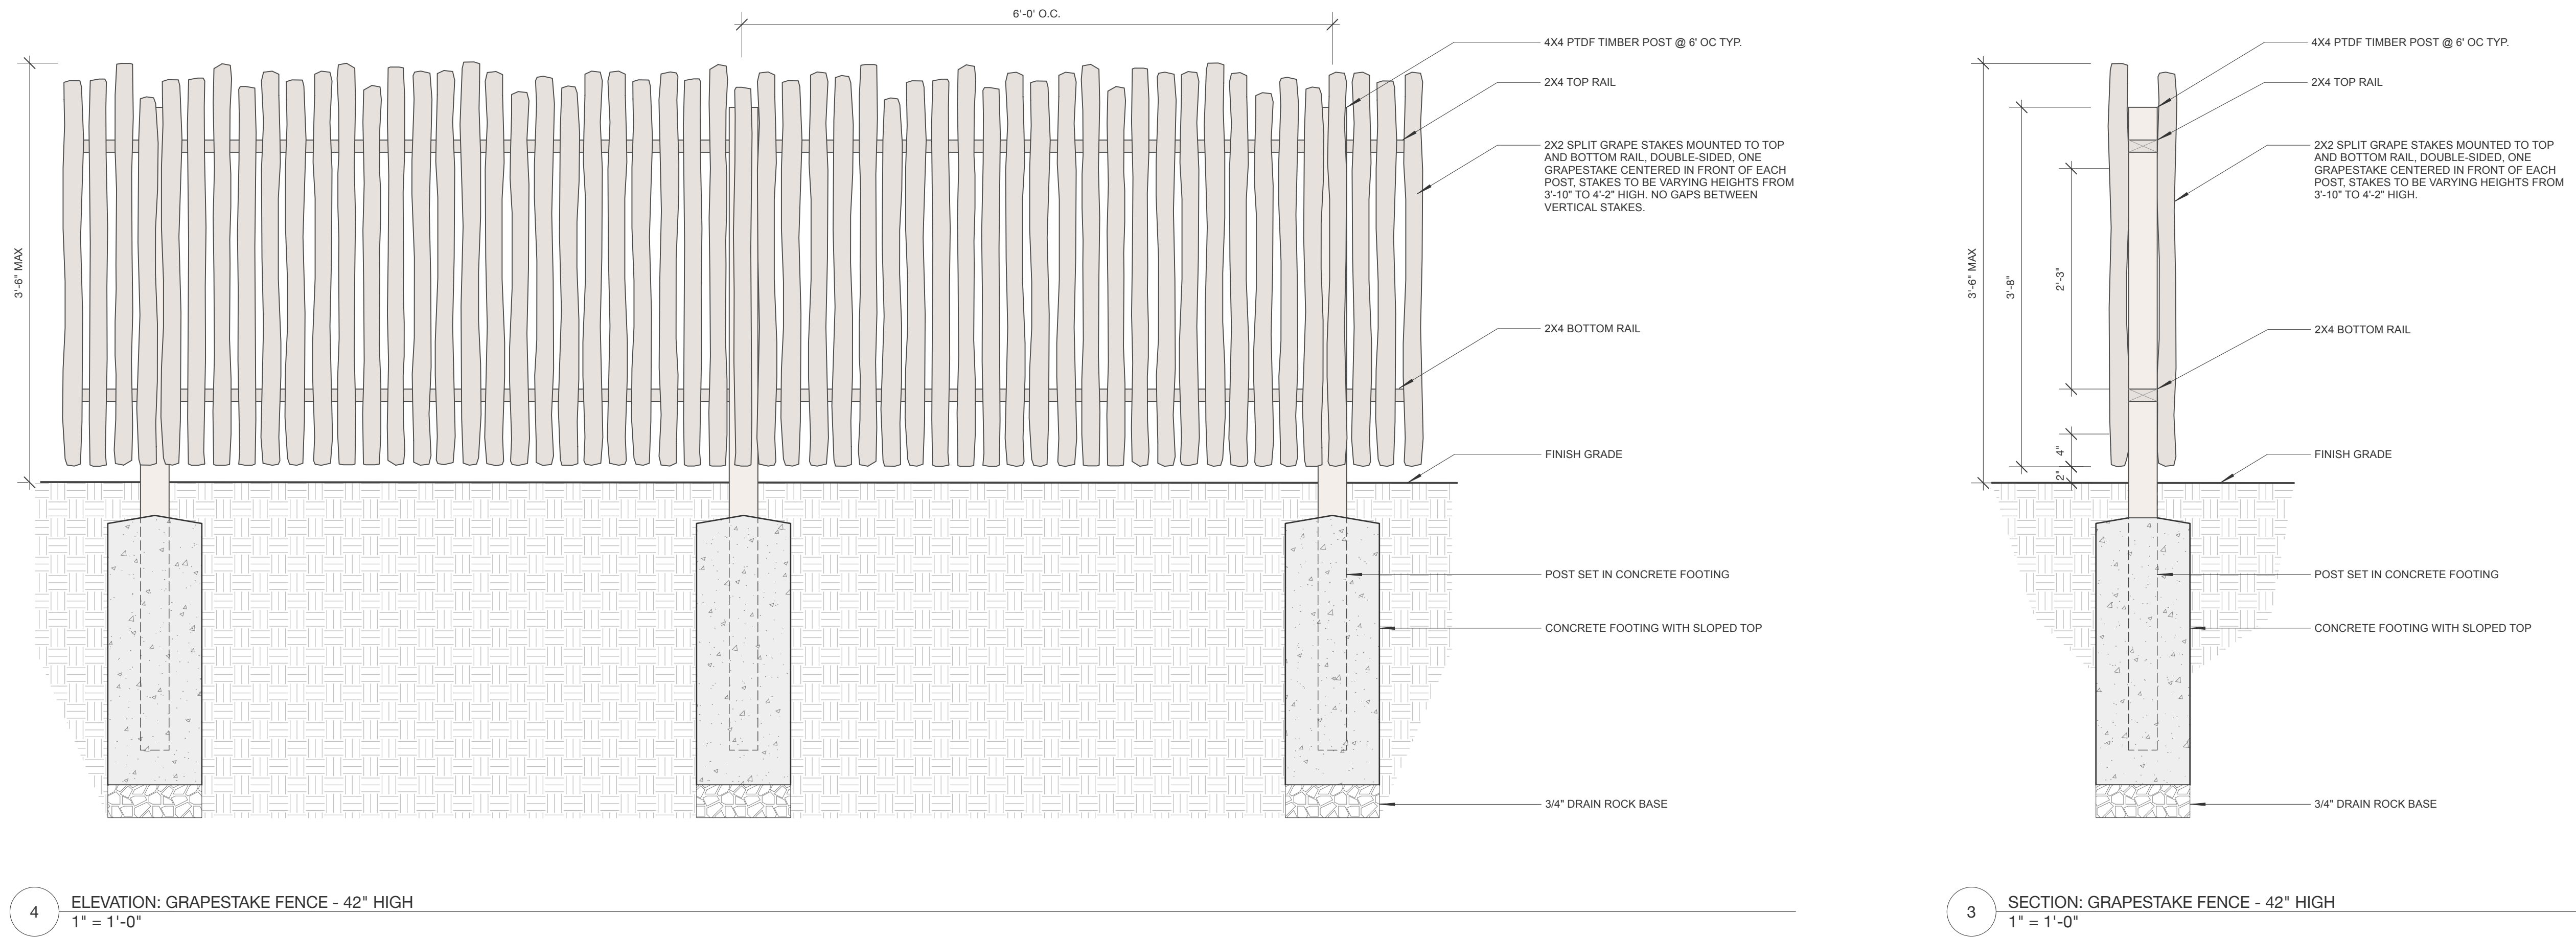 6'-0' O.C.
3'-6" MAX
4X4 PTDF TIMBER POST @ 6' OC TYP.
2X4 TOP RAIL
2X2 SPLIT GRAPE STAKES MOUNTED TO TOP
AND BOTTOM RAIL, DOUBLE-SIDED, ONE
GRAPESTAKE CENTERED IN FRONT OF EACH
POST, STAKES TO BE VARYING HEIGHTS FROM
3'-10" TO 4'-2" HIGH. NO GAPS BETWEEN
VERTICAL STAKES.
2X4 BOTTOM RAIL
FINISH GRADE
POST SET IN CONCRETE FOOTING
CONCRETE FOOTING WITH SLOPED TOP
3/4" DRAIN ROCK BASE
4
ELEVATION: GRAPESTAKE FENCE - 42" HIGH
1" = 1'-0"
3'-6" MAX
3'-8"
2'-3"
4"
2"
4X4 PTDF TIMBER POST @ 6' OC TYP.
2X4 TOP RAIL
2X2 SPLIT GRAPE STAKES MOUNTED TO TOP
AND BOTTOM RAIL, DOUBLE-SIDED, ONE
GRAPESTAKE CENTERED IN FRONT OF EACH
POST, STAKES TO BE VARYING HEIGHTS FROM
3'-10" TO 4'-2" HIGH.
2X4 BOTTOM RAIL
FINISH GRADE
POST SET IN CONCRETE FOOTING
CONCRETE FOOTING WITH SLOPED TOP
3/4" DRAIN ROCK BASE
3
SECTION: GRAPESTAKE FENCE - 42" HIGH
1" = 1'-0"